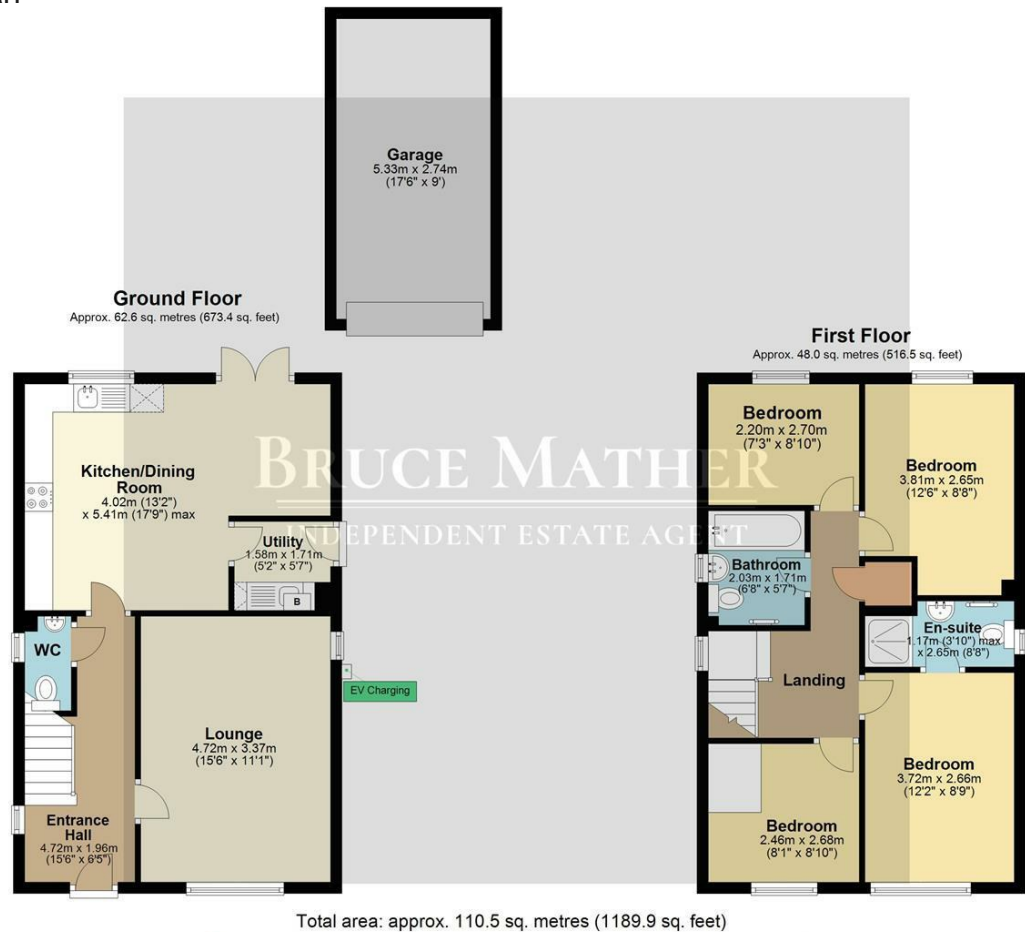 Garage
5.33m x 2.74m
(17'6" x 9')
Ground Floor
Approx. 62.6 sq. metres (673.4 sq. feet)
Kitchen/Dining
Room
4.02m (13'2")
x 5.41m (17'9") max
Utility
1.58m x 1.71m
(5'2" x 5'7")
B
WC
EV Charging
Lounge
4.72m x 3.37m
(15'6" x 11'1")
Entrance
Hall
4.72m x 1.96m
(15'6" x 6'5")
First Floor
Approx. 48.0 sq. metres (516.5 sq. feet)
Bedroom
2.20m x 2.70m
(7'3" x 8'10")
Bedroom
3.81m x 2.65m
(12'6" x 8'8")
Bathroom
2.03m x 1.71m
(6'8" x 5'7")
En-suite
1.17m (3'10") max
x 2.65m (8'8")
Landing
Bedroom
3.72m x 2.66m
(12'2" x 8'9")
Bedroom
2.46m x 2.68m
(8'1" x 8'10")
BRUCE MATHER
INDEPENDENT ESTATE AGENT
Total area: approx. 110.5 sq. metres (1189.9 sq. feet)